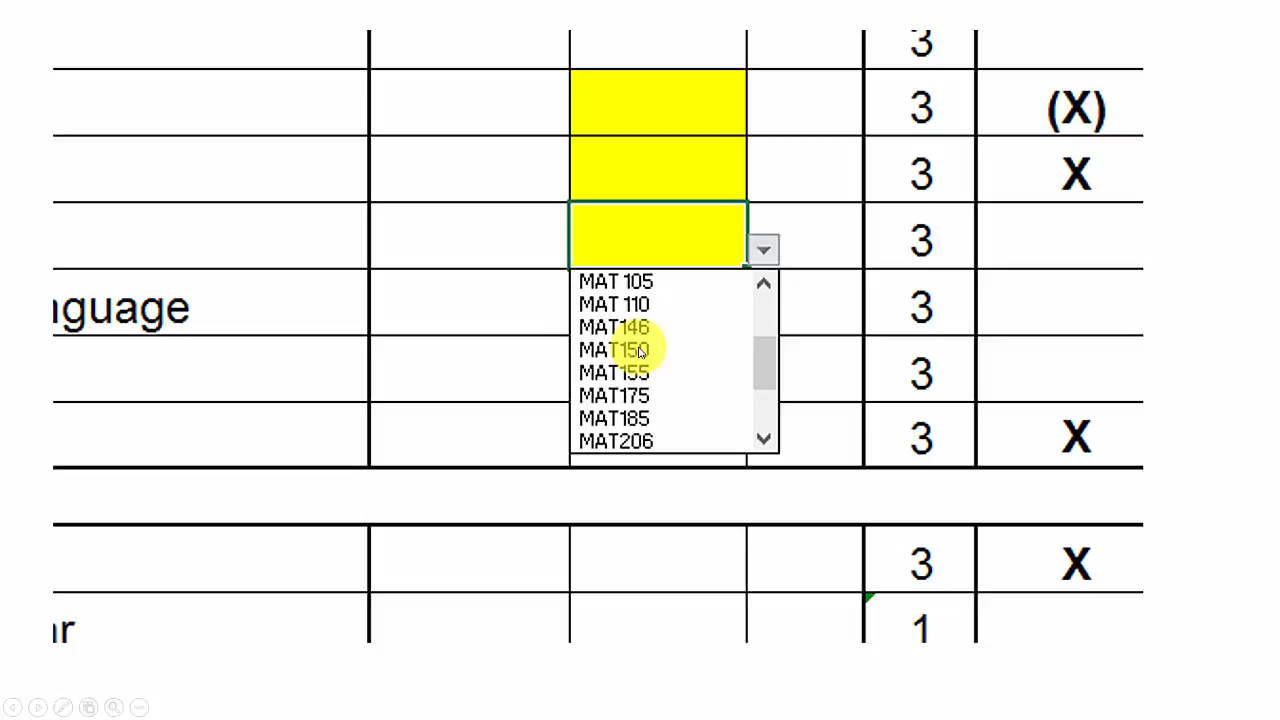 3
3 (X)
3 X
3
MAT 105
MAT 110
MAT146
MAT150
MAT155
MAT175
MAT185
MAT206
nguage 3
3
3 X
3 X
ar 1